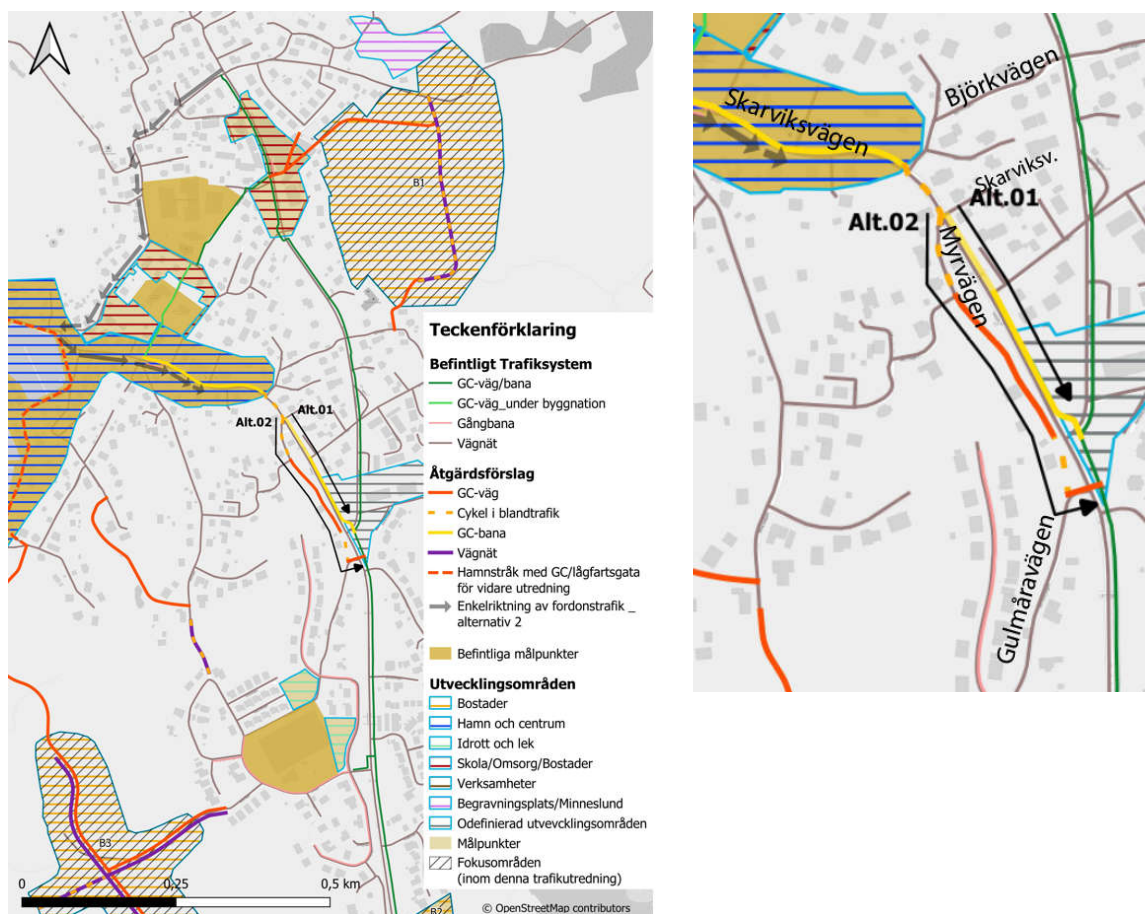 B1
Alt.01
Alt.02
B3
B2
0
0,25
0,5 km
Teckenförklaring
Befintligt Trafiksystem
GC-väg/bana
GC-väg_under byggnation
Gångbana
Vägnät
Åtgärdsförslag
GC-väg
Cykel i blandtrafik
GC-bana
Vägnät
Hamnstråk med GC/lågfartsgata
för vidare utredning
Enkelriktning av fordonstrafik _
alternativ 2
Befintliga målpunkter
Utvecklingsområden
Bostader
Hamn och centrum
Idrott och lek
Skola/Omsorg/Bostader
Verksamheter
Begravningsplats/Minneslund
Odefinierad utvevcklingsområden
Målpunkter
Fokusområden
(inom denna trafikutredning)
© OpenStreetMap contributors
Björkvägen
Skarviksvägen
Skarviksv.
Alt.01
Alt.02
Myrvägen
Gulmåravägen